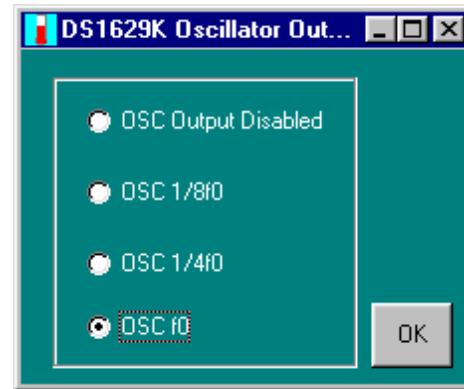 DS1629K Oscillator Out...
OSC Output Disabled
OSC 1/8f0
OSC 1/4f0
OSC f0
OK